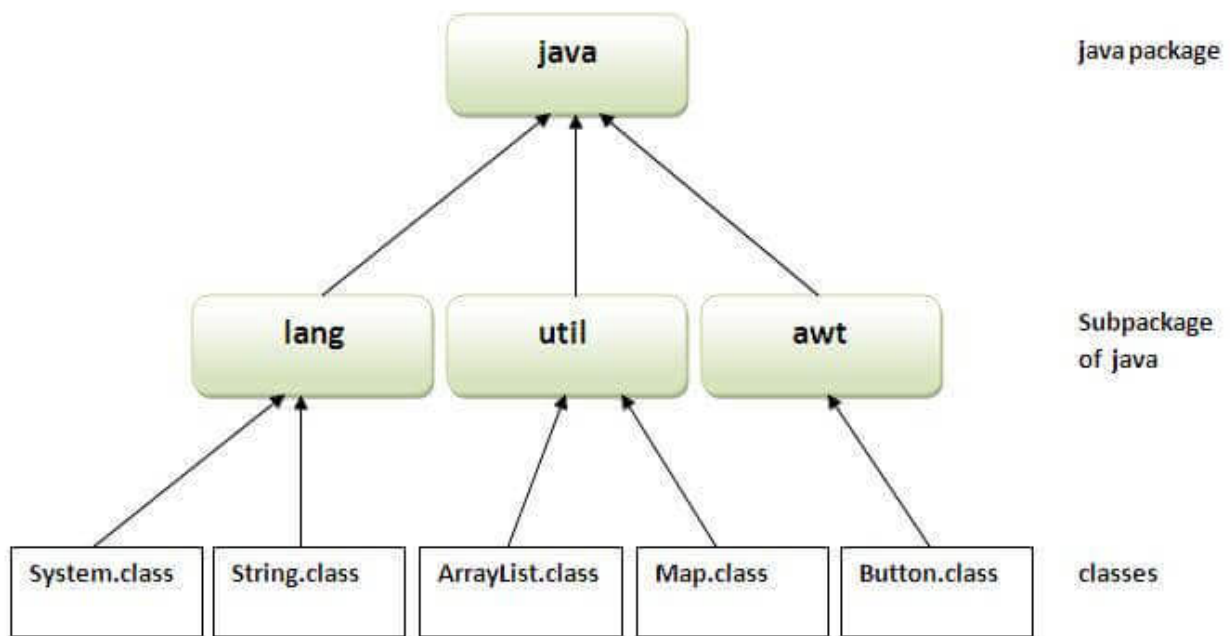 java
java package
lang
util
awt
Subpackage
of java
System.class
String.class
ArrayList.class
Map.class
Button.class
classes